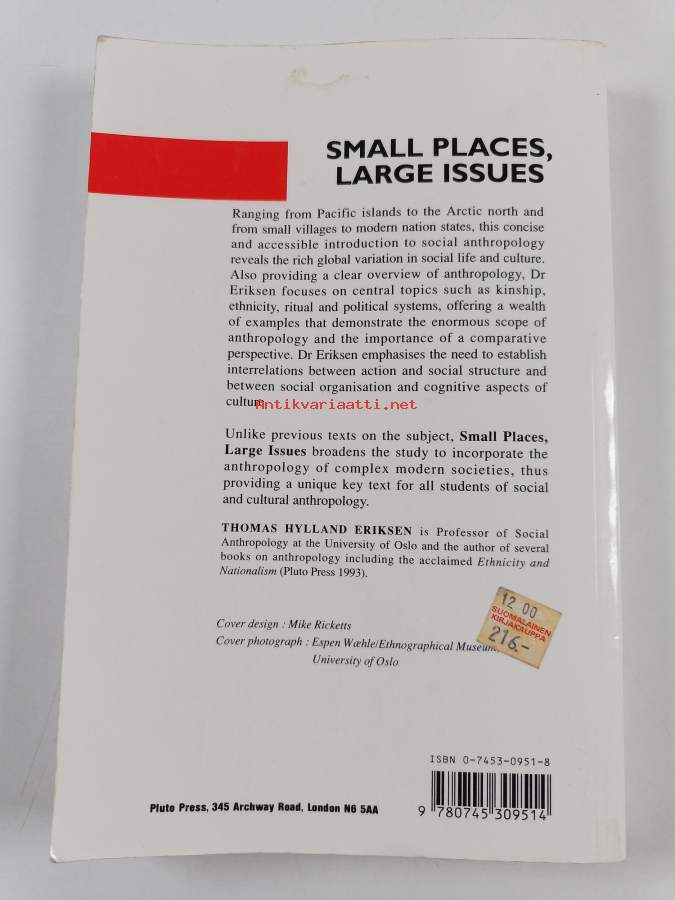 SMALL PLACES,
LARGE ISSUES
Ranging from Pacific islands to the Arctic north and
from small villages to modern nation states, this concise
and accessible introduction to social anthropology
reveals the rich global variation in social life and culture.
Also providing a clear overview of anthropology, Dr
Eriksen focuses on central topics such as kinship,
ethnicity, ritual and political systems, offering a wealth
of examples that demonstrate the enormous scope of
anthropology and the importance of a comparative
perspective. Dr Eriksen emphasises the need to establish
interrelations between action and social structure and
between social organisation and cognitive aspects of
culture.
Antikvariaatti.net
Unlike previous texts on the subject, Small Places,
Large Issues broadens the study to incorporate the
anthropology of complex modern societies, thus
providing a unique key text for all students of social
and cultural anthropology.
THOMAS HYLLAND ERIKSEN is Professor of Social
Anthropology at the University of Oslo and the author of several
books on anthropology including the acclaimed Ethnicity and
Nationalism (Pluto Press 1993).
Cover design : Mike Ricketts
Cover photograph : Espen Wæhle/Ethnographical Museum
University of Oslo
12 00
SUOMALAINEN
KIRJAKAUPPA
216.-
ISBN 0-7453-0951-8
Pluto Press, 345 Archway Road, London N6 5AA
9 780745 309514